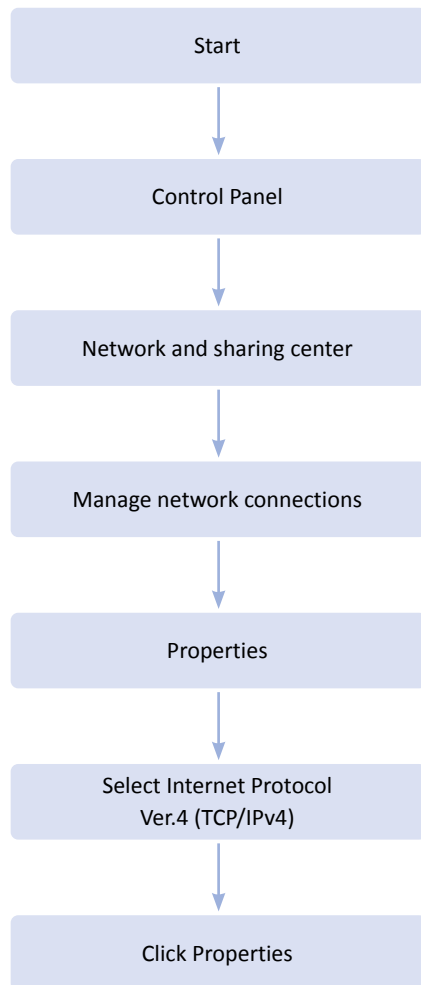 Start
Control Panel
Network and sharing center
Manage network connections
Properties
Select Internet Protocol
Ver.4 (TCP/IPv4)
Click Properties